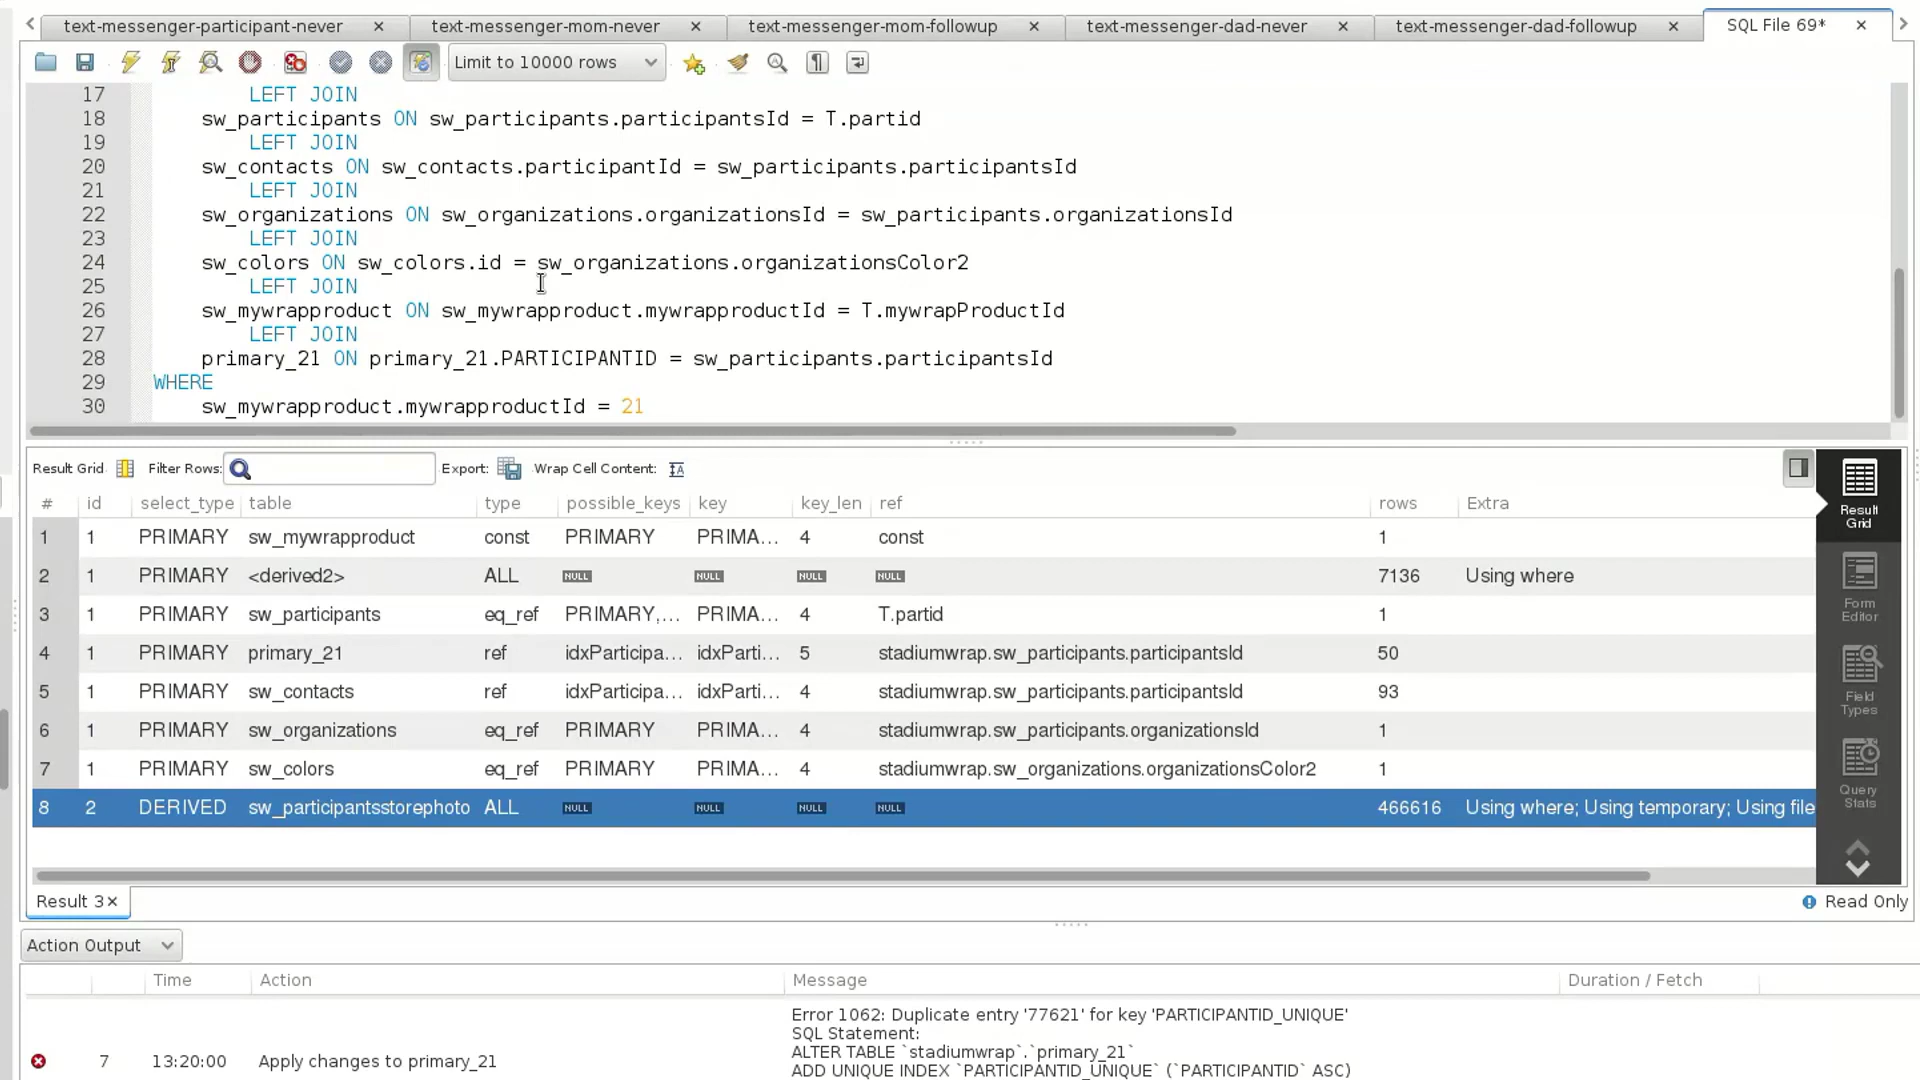 text-messenger-participant-never × text-messenger-mom-never × text-messenger-mom-followup × text-messenger-dad-never × text-messenger-dad-followup × SQL File 69* ×
Limit to 10000 rows
17 LEFT JOIN
18 sw_participants ON sw_participants.participantsId = T.partid
19 LEFT JOIN
20 sw_contacts ON sw_contacts.participantId = sw_participants.participantsId
21 LEFT JOIN
22 sw_organizations ON sw_organizations.organizationsId = sw_participants.organizationsId
23 LEFT JOIN
24 sw_colors ON sw_colors.id = sw_organizations.organizationsColor2
25 LEFT JOIN
26 sw_mywrapproduct ON sw_mywrapproduct.mywrapproductId = T.mywrapProductId
27 LEFT JOIN
28 primary_21 ON primary_21.PARTICIPANTID = sw_participants.participantsId
29 WHERE
30 sw_mywrapproduct.mywrapproductId = 21
Result Grid Filter Rows: Export: Wrap Cell Content:
# id select_type table type possible_keys key key_len ref rows Extra
1 1 PRIMARY sw_mywrapproduct const PRIMARY PRIMA... 4 const 1
2 1 PRIMARY <derived2> ALL NULL NULL NULL NULL 7136 Using where
3 1 PRIMARY sw_participants eq_ref PRIMARY,... PRIMA... 4 T.partid 1
4 1 PRIMARY primary_21 ref idxParticipa... idxParti... 5 stadiumwrap.sw_participants.participantsId 50
5 1 PRIMARY sw_contacts ref idxParticipa... idxParti... 4 stadiumwrap.sw_participants.participantsId 93
6 1 PRIMARY sw_organizations eq_ref PRIMARY PRIMA... 4 stadiumwrap.sw_participants.organizationsId 1
7 1 PRIMARY sw_colors eq_ref PRIMARY PRIMA... 4 stadiumwrap.sw_organizations.organizationsColor2 1
8 2 DERIVED sw_participantsstorephoto ALL NULL NULL NULL NULL 466616 Using where; Using temporary; Using file
Result Grid
Form Editor
Field Types
Query Stats
Result 3 × Read Only
Action Output
Time Action Message Duration / Fetch
Error 1062: Duplicate entry '77621' for key 'PARTICIPANTID_UNIQUE'
SQL Statement:
ALTER TABLE `stadiumwrap`.`primary_21`
7 13:20:00 Apply changes to primary_21
ADD UNIQUE INDEX `PARTICIPANTID_UNIQUE` (`PARTICIPANTID` ASC)